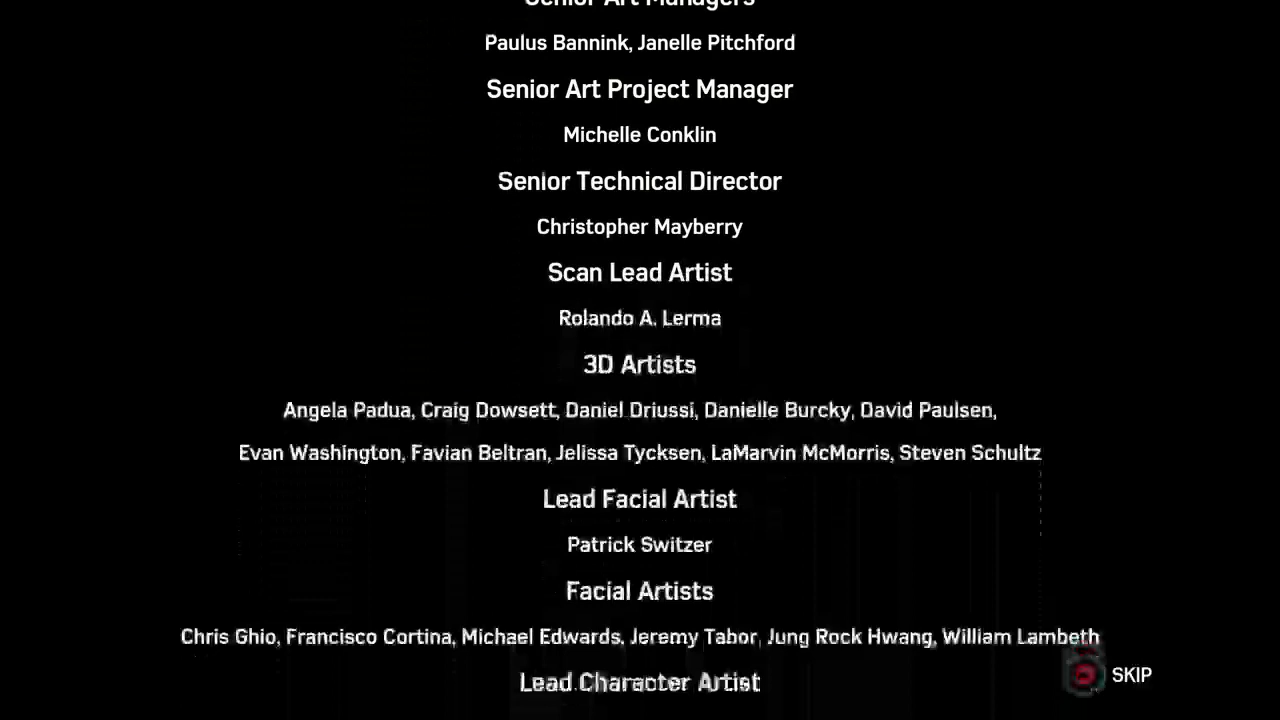 Senior Art Managers
Paulus Bannink, Janelle Pitchford
Senior Art Project Manager
Michelle Conklin
Senior Technical Director
Christopher Mayberry
Scan Lead Artist
Rolando A. Lerma
3D Artists
Angela Padua, Craig Dowsett, Daniel Driussi, Danielle Burcky, David Paulsen,
Evan Washington, Favian Beltran, Jelissa Tycksen, LaMarvin McMorris, Steven Schultz
Lead Facial Artist
Patrick Switzer
Facial Artists
Chris Ghio, Francisco Cortina, Michael Edwards, Jeremy Tabor, Jung Rock Hwang, William Lambeth
Lead Character Artist
SKIP